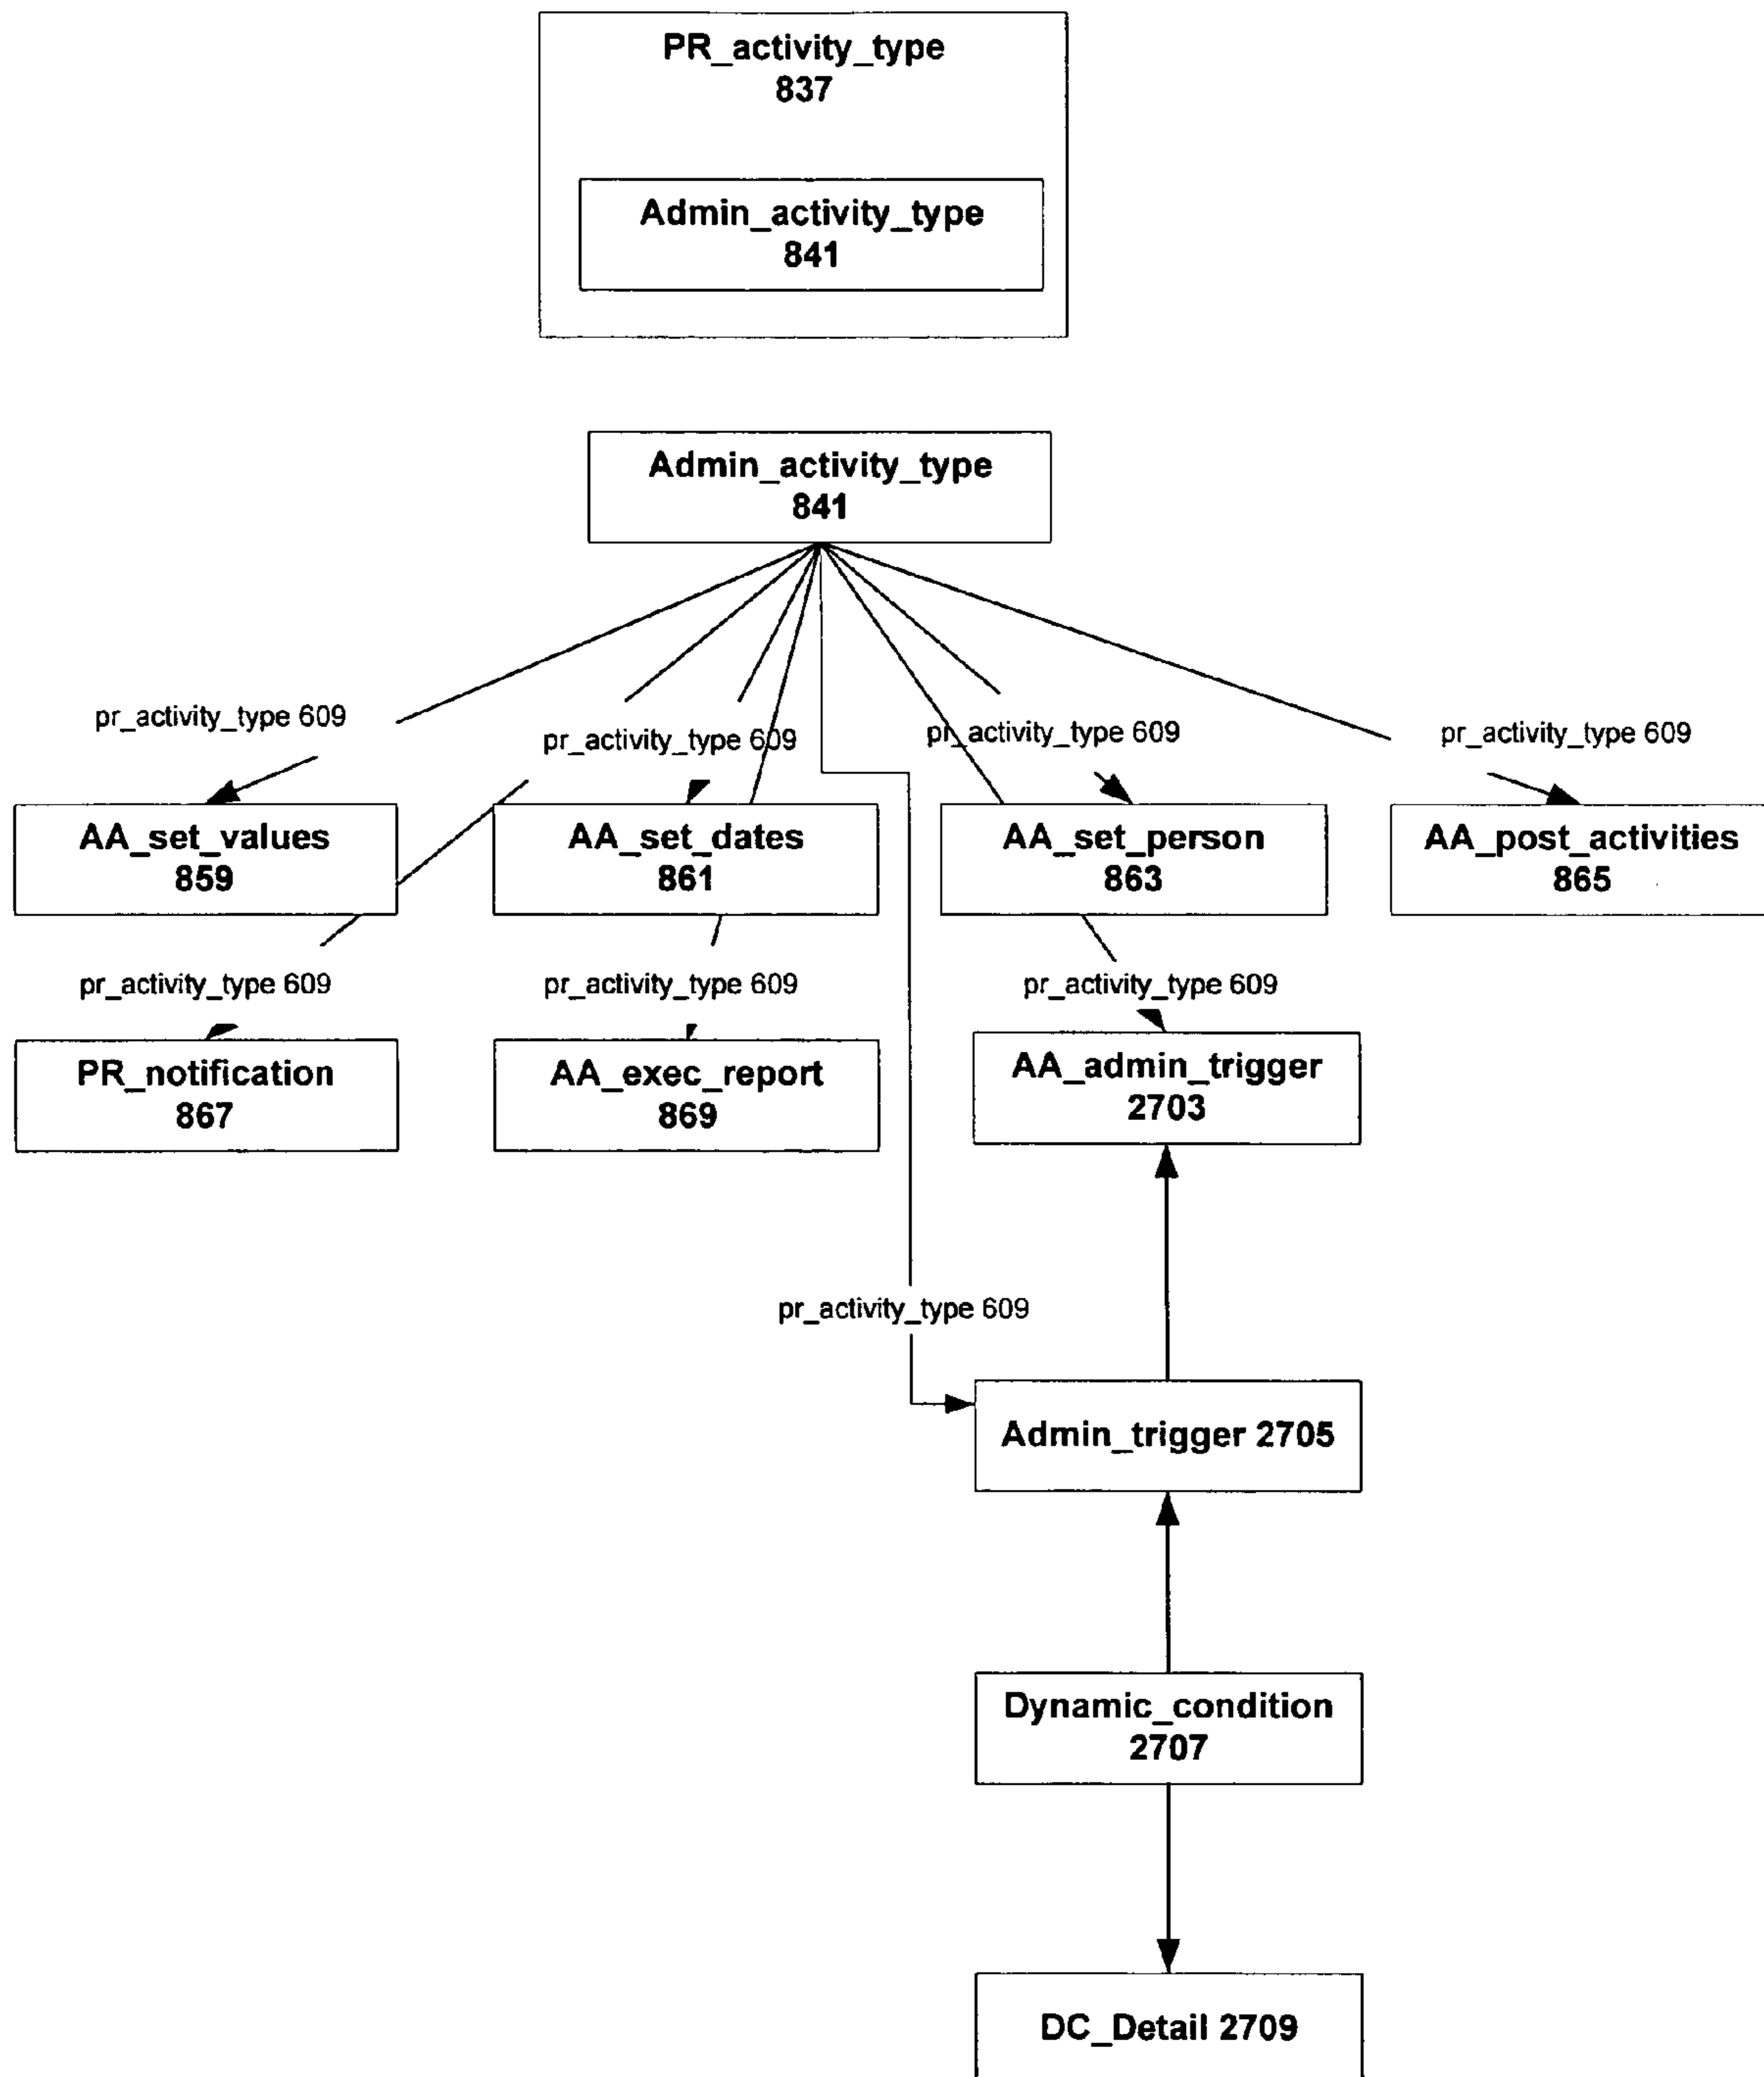 PR_activity_type
837
Admin_activity_type
841
Admin_activity_type
841
pr_activity_type 609
pr_activity_type 609
pr_activity_type 609
pr_activity_type 609
AA_set_values
859
AA_set_dates
861
AA_set_person
863
AA_post_activities
865
pr_activity_type 609
pr_activity_type 609
pr_activity_type 609
PR_notification
867
AA_exec_report
869
AA_admin_trigger
2703
pr_activity_type 609
Admin_trigger 2705
Dynamic_condition
2707
DC_Detail 2709